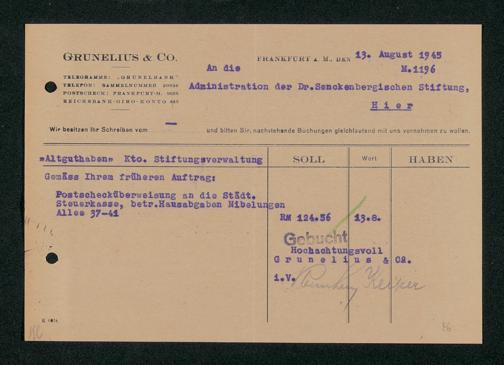 GRUNELIUS & CO.
TELEGRAMME: „GRUNELBANK“
TELEFON: SAMMELNUMMER
POSTSCHECK: FRANKFURT-M.
REICHSBANK-GIRO-KONTO
FRANKFURT A. M., DEN 13. August 1945
An die M.1196
Administration der Dr.Senckenbergischen Stiftung,
Hier
Wir besitzen Ihr Schreiben vom — und bitten Sie, nachstehende Buchungen gleichlautend mit uns vornehmen zu wollen.
»Altguthaben« Kto. Stiftungsverwaltung SOLL Wert HABEN
Gemäss Ihrem früheren Auftrag:
Postschecküberweisung an die Städt.
Steuerkasse, betr.Hausabgaben Nibelungen
Allee 37-41 RM 124.56 13.8.
Gebucht
Hochachtungsvoll
Grunelius & Co.
i.V.